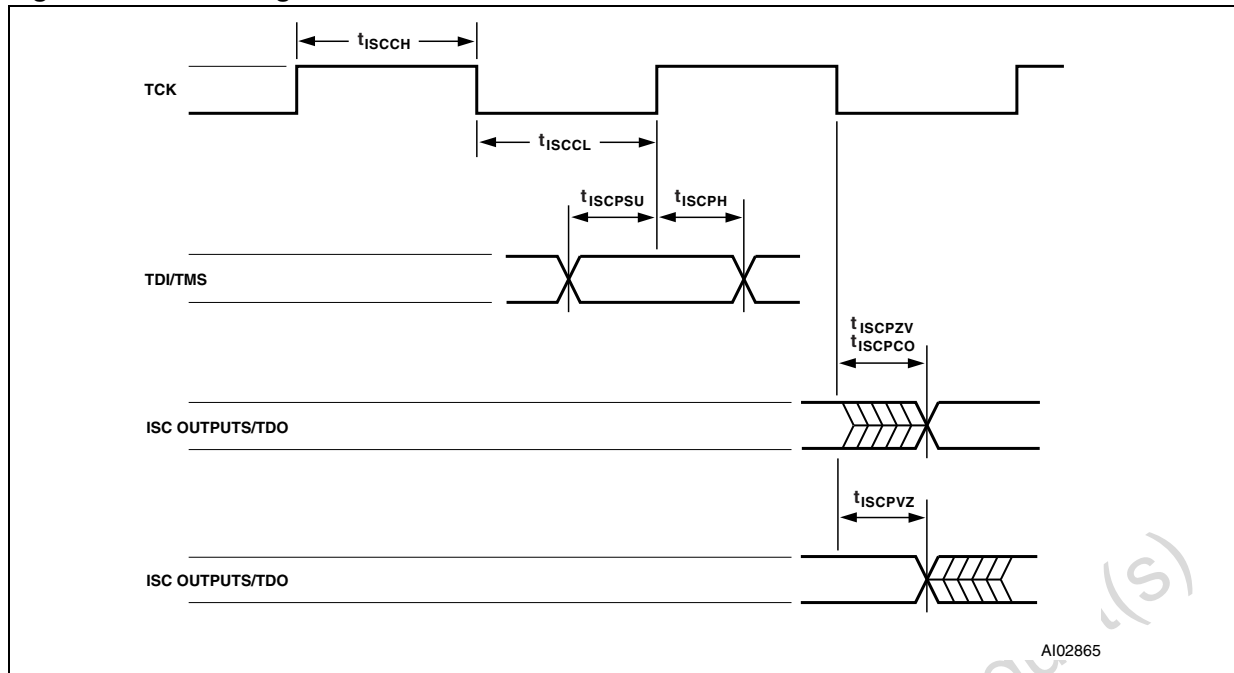 tISCCH
TCK
tISCCL
tISCPSU
tISCPH
TDI/TMS
tISCPZV
tISCPCO
ISC OUTPUTS/TDO
tISCPVZ
ISC OUTPUTS/TDO
AI02865